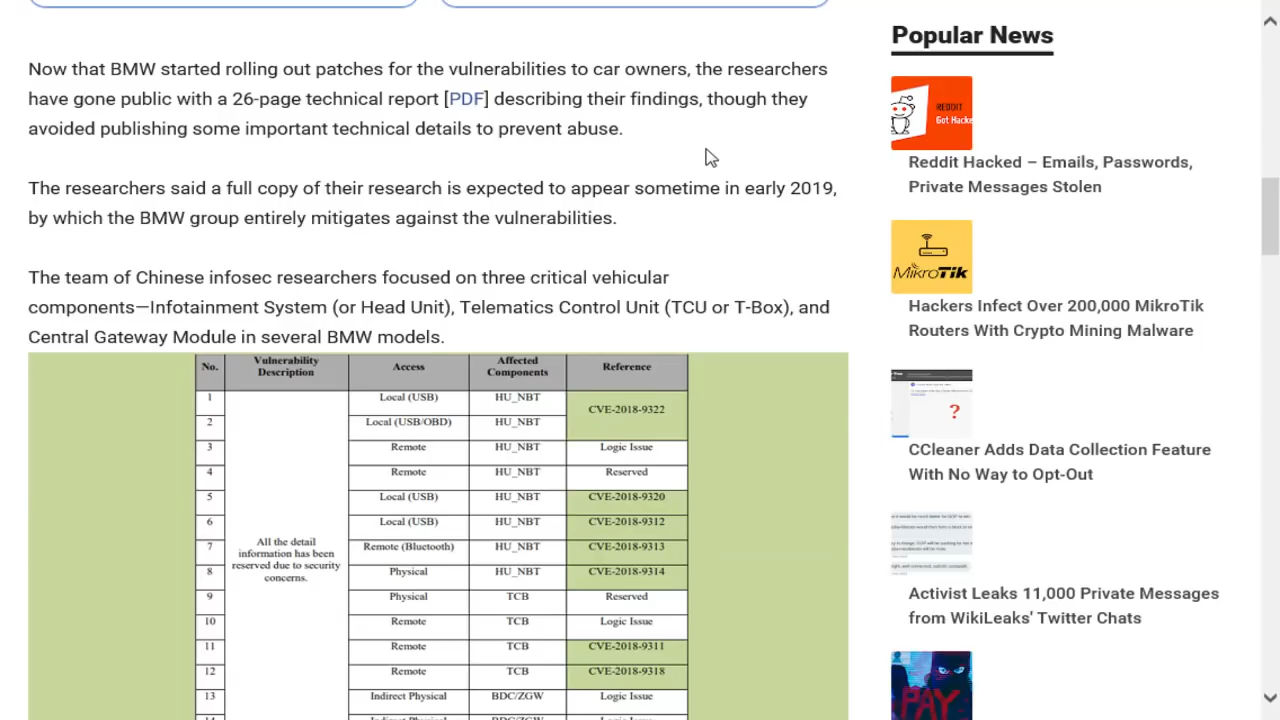 Now that BMW started rolling out patches for the vulnerabilities to car owners, the researchers
have gone public with a 26-page technical report [PDF] describing their findings, though they
avoided publishing some important technical details to prevent abuse.
The researchers said a full copy of their research is expected to appear sometime in early 2019,
by which the BMW group entirely mitigates against the vulnerabilities.
The team of Chinese infosec researchers focused on three critical vehicular
components—Infotainment System (or Head Unit), Telematics Control Unit (TCU or T-Box), and
Central Gateway Module in several BMW models.
No. Vulnerability Description Access Affected Components Reference
1 Local (USB) HU_NBT CVE-2018-9322
2 Local (USB/OBD) HU_NBT
3 Remote HU_NBT Logic Issue
4 Remote HU_NBT Reserved
5 Local (USB) HU_NBT CVE-2018-9320
6 Local (USB) HU_NBT CVE-2018-9312
7 Remote (Bluetooth) HU_NBT CVE-2018-9313
8 Physical HU_NBT CVE-2018-9314
9 Physical TCB Reserved
10 Remote TCB Logic Issue
11 Remote TCB CVE-2018-9311
12 Remote TCB CVE-2018-9318
13 Indirect Physical BDC/ZGW Logic Issue
All the detail
information has been
reserved due to security
concerns.
Popular News
REDDIT
Got Hacke
Reddit Hacked – Emails, Passwords,
Private Messages Stolen
MikroTik
Hackers Infect Over 200,000 MikroTik
Routers With Crypto Mining Malware
?
CCleaner Adds Data Collection Feature
With No Way to Opt-Out
Activist Leaks 11,000 Private Messages
from WikiLeaks' Twitter Chats
PAY